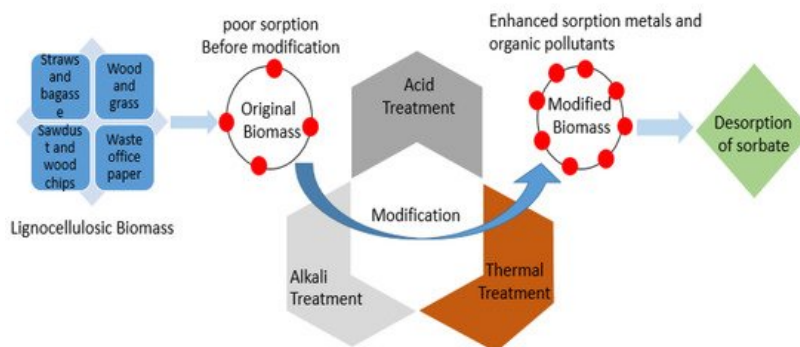 Straws
and
bagass
e
Wood
and
grass
Sawdus
t and
wood
chips
Waste
office
paper
Lignocellulosic Biomass
poor sorption
Before modification
Original
Biomass
Acid
Treatment
Modification
Alkali
Treatment
Thermal
Treatment
Enhanced sorption metals and
organic pollutants
Modified
Biomass
Desorption
of sorbate